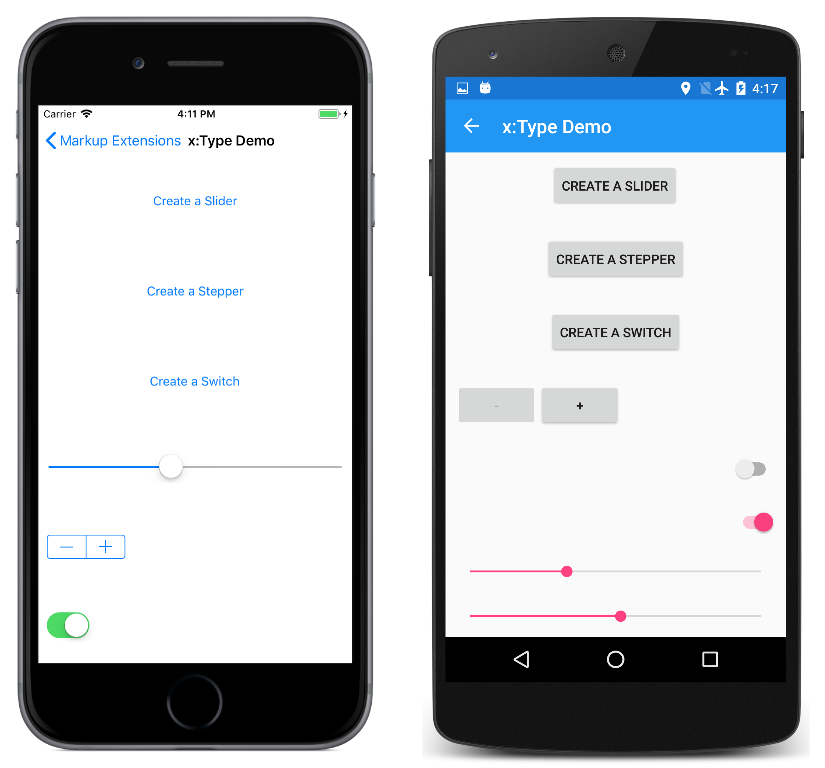 Carrier 4:11 PM
Markup Extensions x:Type Demo
Create a Slider
Create a Stepper
Create a Switch
4:17
x:Type Demo
CREATE A SLIDER
CREATE A STEPPER
CREATE A SWITCH
- +